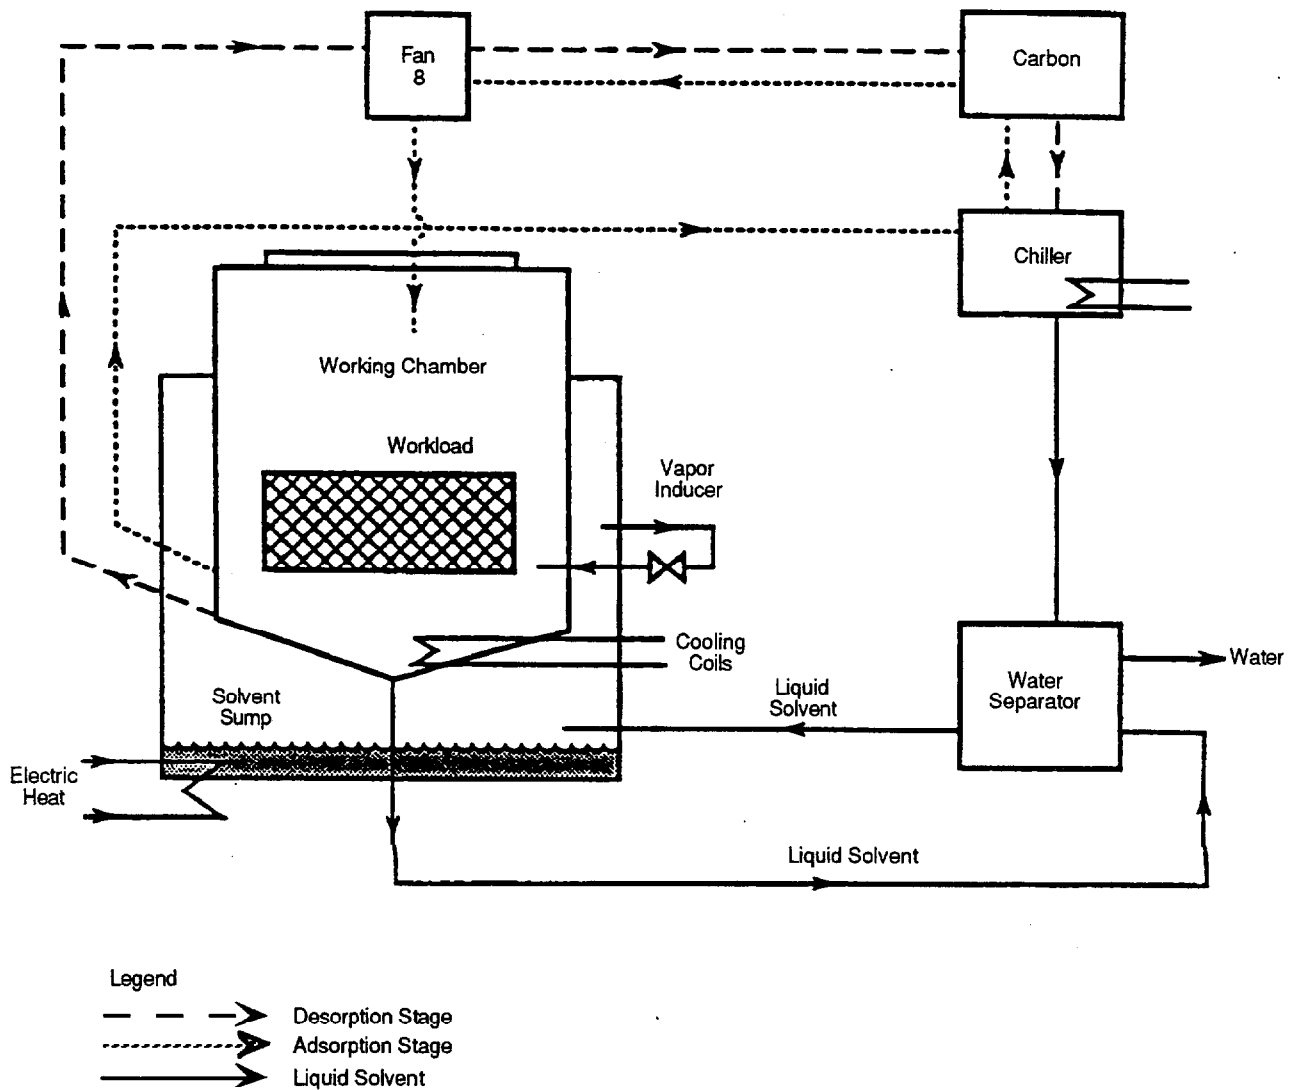 Fan
8
Carbon
Chiller
Working Chamber
Workload
Vapor
Inducer
Cooling
Coils
Solvent
Sump
Liquid
Solvent
Water
Separator
Water
Electric
Heat
Liquid Solvent
Legend
Desorption Stage
Adsorption Stage
Liquid Solvent